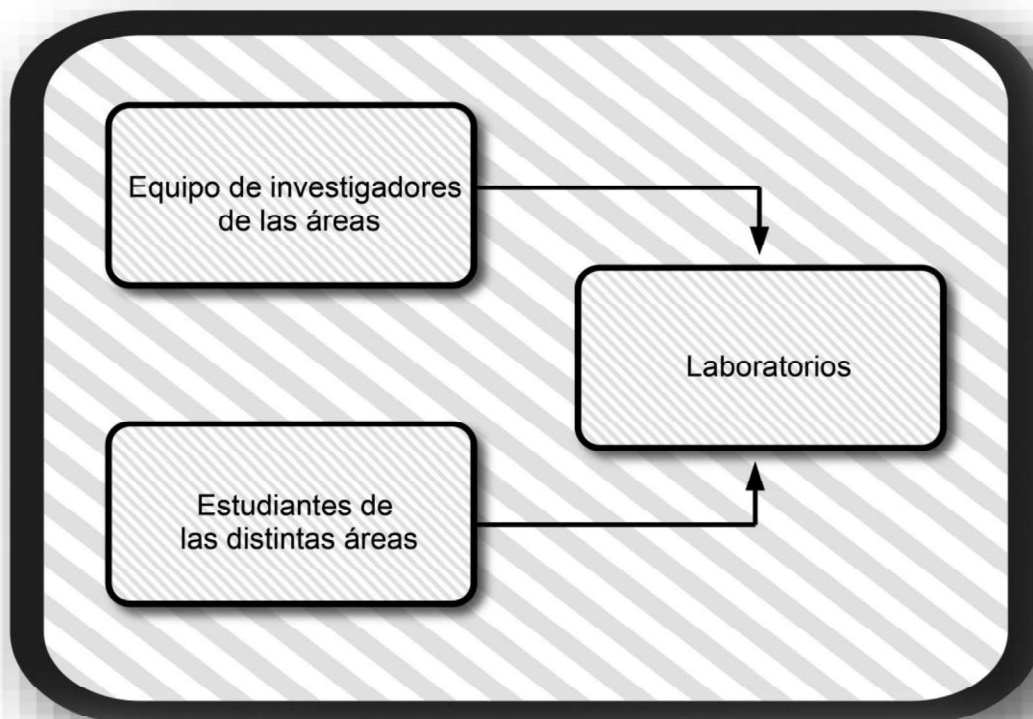 Equipo de investigadores
de las áreas
Laboratorios
Estudiantes de
las distintas áreas